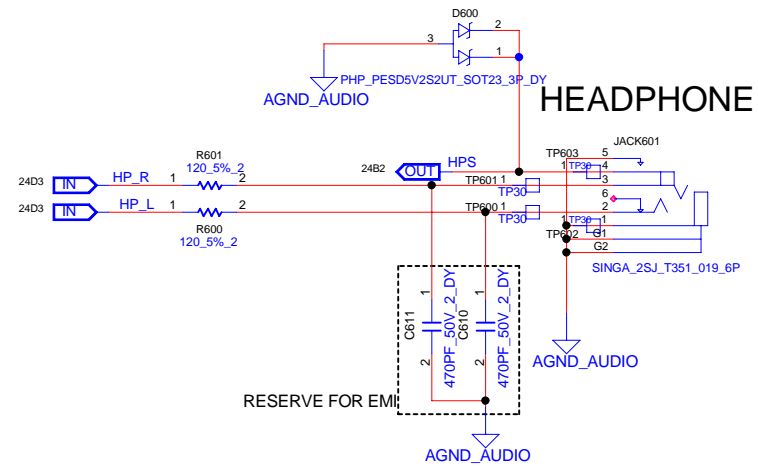 D600
2
3
1
PHP_PESD5V2S2UT_SOT23_3P_DY
AGND_AUDIO
HEADPHONE
JACK601
R601
120_5%_2
24B2
OUT
HPS
TP603
1
TP30
5
4
24D3
IN
HP_R
1
2
TP601
1
TP30
3
6
24D3
IN
HP_L
1
2
TP600
1
TP30
2
R600
120_5%_2
1
TP30
1
TP602
G1
G2
SINGA_2SJ_T351_019_6P
1
C611
2
470PF_50V_2_DY
1
C610
2
470PF_50V_2_DY
AGND_AUDIO
RESERVE FOR EMI
AGND_AUDIO